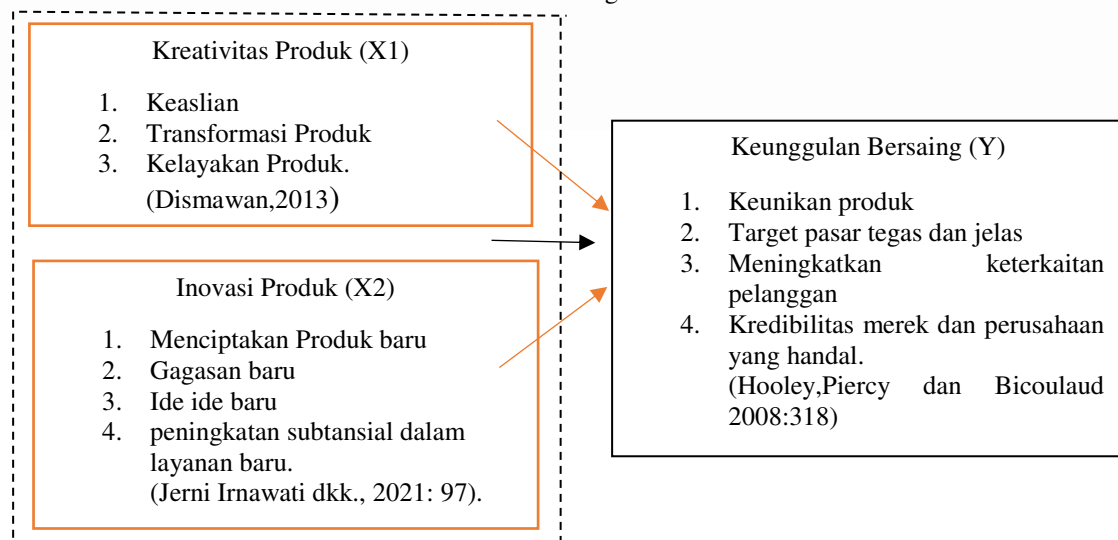 Kreativitas Produk (X1)
1. Keaslian
2. Transformasi Produk
3. Kelayakan Produk.
(Dismawan,2013)
Inovasi Produk (X2)
1. Menciptakan Produk baru
2. Gagasan baru
3. Ide ide baru
4. peningkatan subtansial dalam
layanan baru.
(Jerni Irnawati dkk., 2021: 97).
Keunggulan Bersaing (Y)
1. Keunikan produk
2. Target pasar tegas dan jelas
3. Meningkatkan keterkaitan
pelanggan
4. Kredibilitas merek dan perusahaan
yang handal.
(Hooley,Piercy dan Bicoulaud
2008:318)